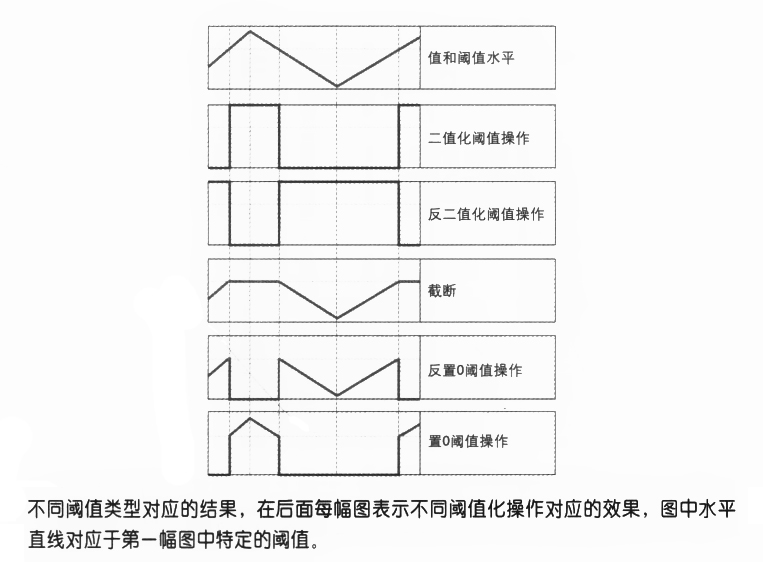 值和阈值水平
二值化阈值操作
反二值化阈值操作
截断
反置0阈值操作
置0阈值操作
不同阈值类型对应的结果，在后面每幅图表示不同阈值化操作对应的效果，图中水平
直线对应于第一幅图中特定的阈值。